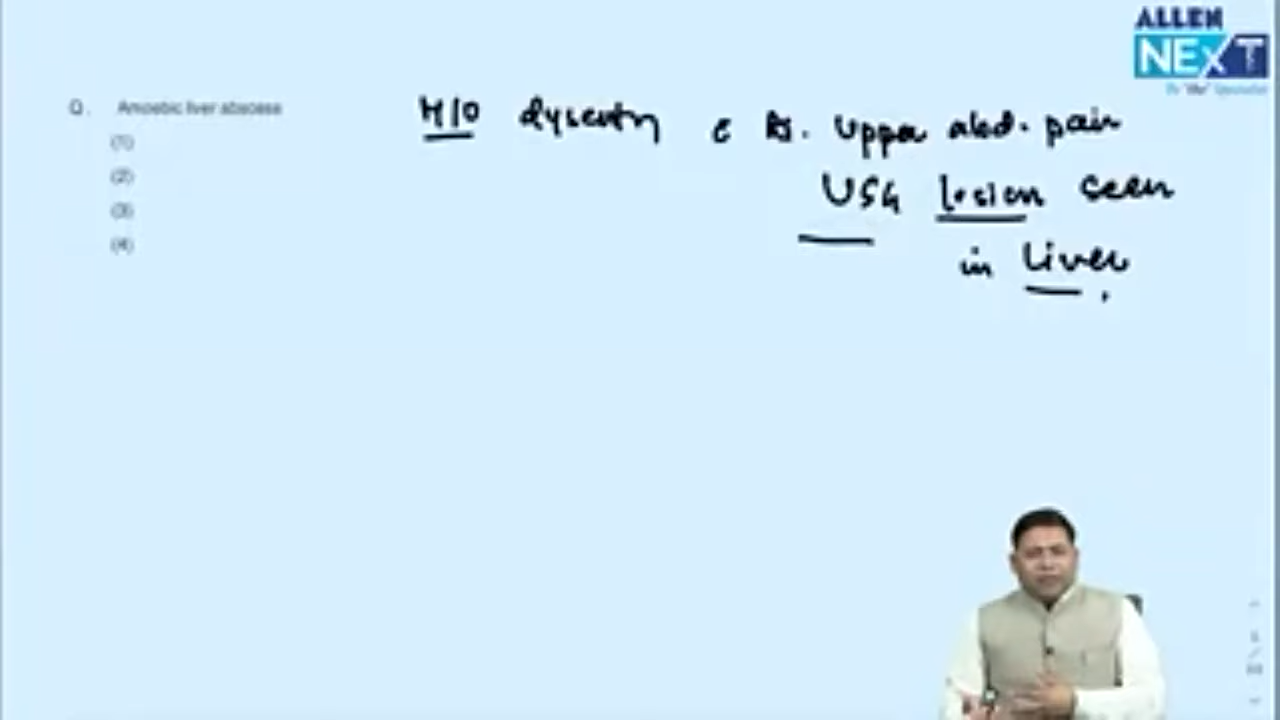 ALLEN
NEXT
Q. Amoebic liver abscess
(1)
(2)
(3)
(4)
H/O dysentry c Rt. Upper abd. pain
USG lesion seen
in Liver